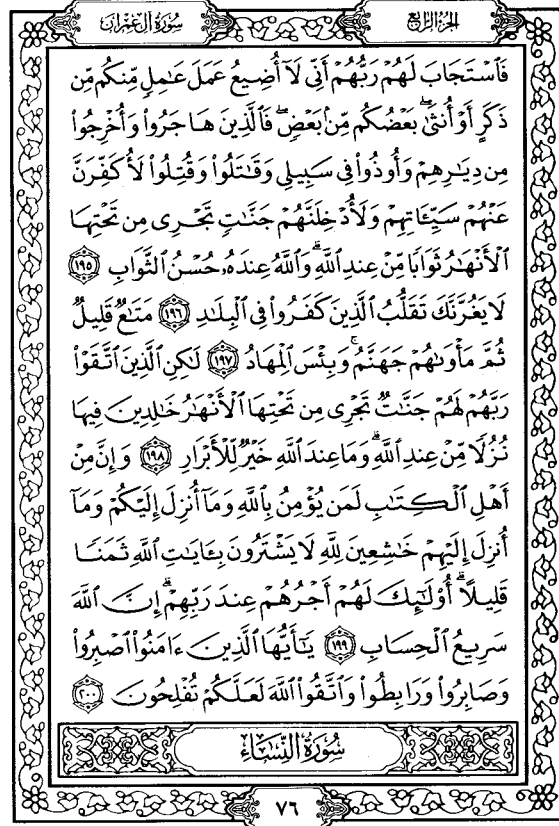 سُورَةُ آلِ عِمْرَانَ
الجُزْءُ الرَّابِعُ
فَٱسْتَجَابَ لَهُمْ رَبُّهُمْ أَنِّى لَآ أُضِيعُ عَمَلَ عَٰمِلٍ مِّنكُم مِّن
ذَكَرٍ أَوْ أُنثَىٰۖ بَعْضُكُم مِّنۢ بَعْضٍۖ فَٱلَّذِينَ هَاجَرُوا۟ وَأُخْرِجُوا۟
مِن دِيَٰرِهِمْ وَأُوذُوا۟ فِى سَبِيلِى وَقَٰتَلُوا۟ وَقُتِلُوا۟ لَأُكَفِّرَنَّ
عَنْهُمْ سَيِّـَٔاتِهِمْ وَلَأُدْخِلَنَّهُمْ جَنَّٰتٍ تَجْرِى مِن تَحْتِهَا
ٱلْأَنْهَٰرُ ثَوَابًا مِّنْ عِندِ ٱللَّهِۗ وَٱللَّهُ عِندَهُۥ حُسْنُ ٱلثَّوَابِ ١٩٥
لَا يَغُرَّنَّكَ تَقَلُّبُ ٱلَّذِينَ كَفَرُوا۟ فِى ٱلْبِلَٰدِ ١٩٦ مَتَٰعٌ قَلِيلٌ
ثُمَّ مَأْوَىٰهُمْ جَهَنَّمُۚ وَبِئْسَ ٱلْمِهَادُ ١٩٧ لَٰكِنِ ٱلَّذِينَ ٱتَّقَوْا۟
رَبَّهُمْ لَهُمْ جَنَّٰتٌ تَجْرِى مِن تَحْتِهَا ٱلْأَنْهَٰرُ خَٰلِدِينَ فِيهَا
نُزُلًا مِّنْ عِندِ ٱللَّهِۗ وَمَا عِندَ ٱللَّهِ خَيْرٌ لِّلْأَبْرَارِ ١٩٨ وَإِنَّ مِنْ
أَهْلِ ٱلْكِتَٰبِ لَمَن يُؤْمِنُ بِٱللَّهِ وَمَآ أُنزِلَ إِلَيْكُمْ وَمَآ
أُنزِلَ إِلَيْهِمْ خَٰشِعِينَ لِلَّهِ لَا يَشْتَرُونَ بِـَٔايَٰتِ ٱللَّهِ ثَمَنًا
قَلِيلًاۗ أُو۟لَٰٓئِكَ لَهُمْ أَجْرُهُمْ عِندَ رَبِّهِمْۗ إِنَّ ٱللَّهَ
سَرِيعُ ٱلْحِسَابِ ١٩٩ يَٰٓأَيُّهَا ٱلَّذِينَ ءَامَنُوا۟ ٱصْبِرُوا۟
وَصَابِرُوا۟ وَرَابِطُوا۟ وَٱتَّقُوا۟ ٱللَّهَ لَعَلَّكُمْ تُفْلِحُونَ ٢٠٠
سُورَةُ النِّسَاءِ
٧٦